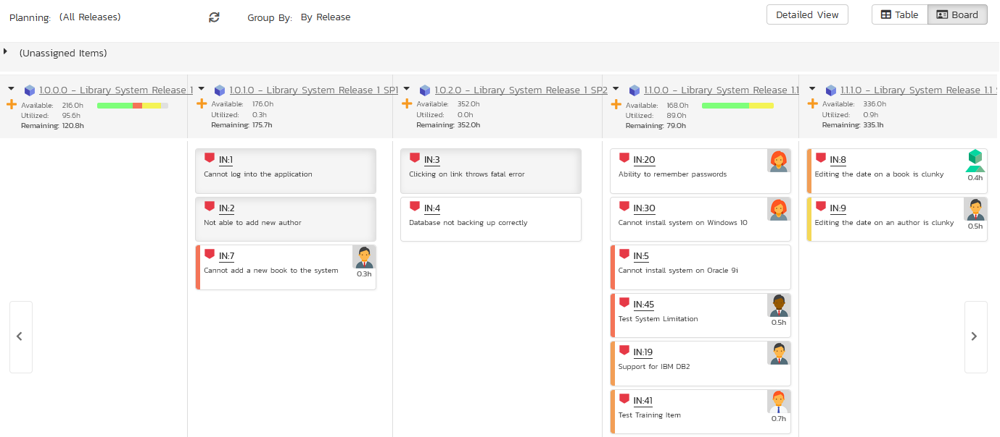 Planning: (All Releases) Group By: By Release Detailed View Table Board
(Unassigned Items)
1.0.0.0 - Library System Release 1
Available: 216.0h
Utilized: 95.6h
Remaining: 120.8h
1.0.1.0 - Library System Release 1 SP1
Available: 176.0h
Utilized: 0.3h
Remaining: 175.7h
IN:1
Cannot log into the application
IN:2
Not able to add new author
IN:7
Cannot add a new book to the system
0.3h
1.0.2.0 - Library System Release 1 SP2
Available: 352.0h
Utilized: 0.0h
Remaining: 352.0h
IN:3
Clicking on link throws fatal error
IN:4
Database not backing up correctly
1.1.0.0 - Library System Release 1.1
Available: 168.0h
Utilized: 89.0h
Remaining: 79.0h
IN:20
Ability to remember passwords
IN:30
Cannot install system on Windows 10
IN:5
Cannot install system on Oracle 9i
IN:45
Test System Limitation
0.5h
IN:19
Support for IBM DB2
IN:41
Test Training Item
0.7h
1.1.1.0 - Library System Release 1.1
Available: 336.0h
Utilized: 0.9h
Remaining: 335.1h
IN:8
Editing the date on a book is clunky
0.4h
IN:9
Editing the date on an author is clunky
0.5h